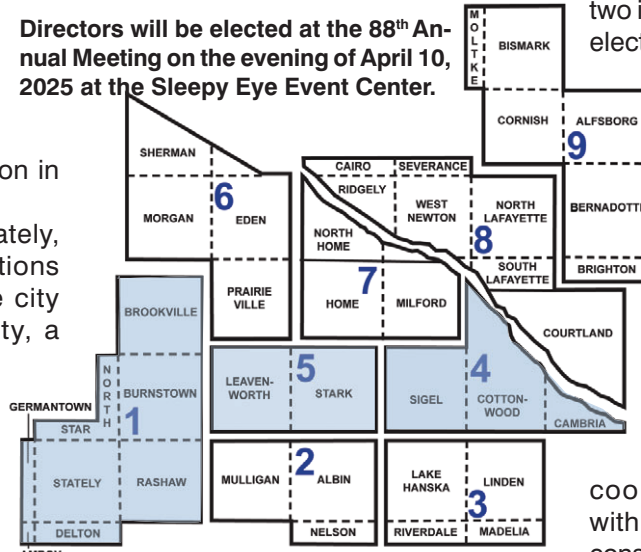 Directors will be elected at the 88th An-
nual Meeting on the evening of April 10,
2025 at the Sleepy Eye Event Center.
two i
elect
on in
ately,
tions
e city
ty, a
MOLTKE
BISMARK
CORNISH
ALFSBORG
9
BERNADOTTE
BRIGHTON
SHERMAN
MORGAN
6
EDEN
PRAIRIE
VILLE
CAIRO
SEVERANCE
RIDGELY
WEST
NEWTON
NORTH
LAFAYETTE
8
NORTH
HOME
SOUTH
LAFAYETTE
7
HOME
MILFORD
COURTLAND
BROOKVILLE
NORTH
BURNSTOWN
1
GERMANTOWN
STAR
STATELY
RASHAW
DELTON
LEAVEN-
WORTH
5
STARK
SIGEL
4
COTTON-
WOOD
CAMBRIA
MULLIGAN
2
ALBIN
NELSON
LAKE
HANSKA
LINDEN
3
RIVERDALE
MADELIA
coo
with